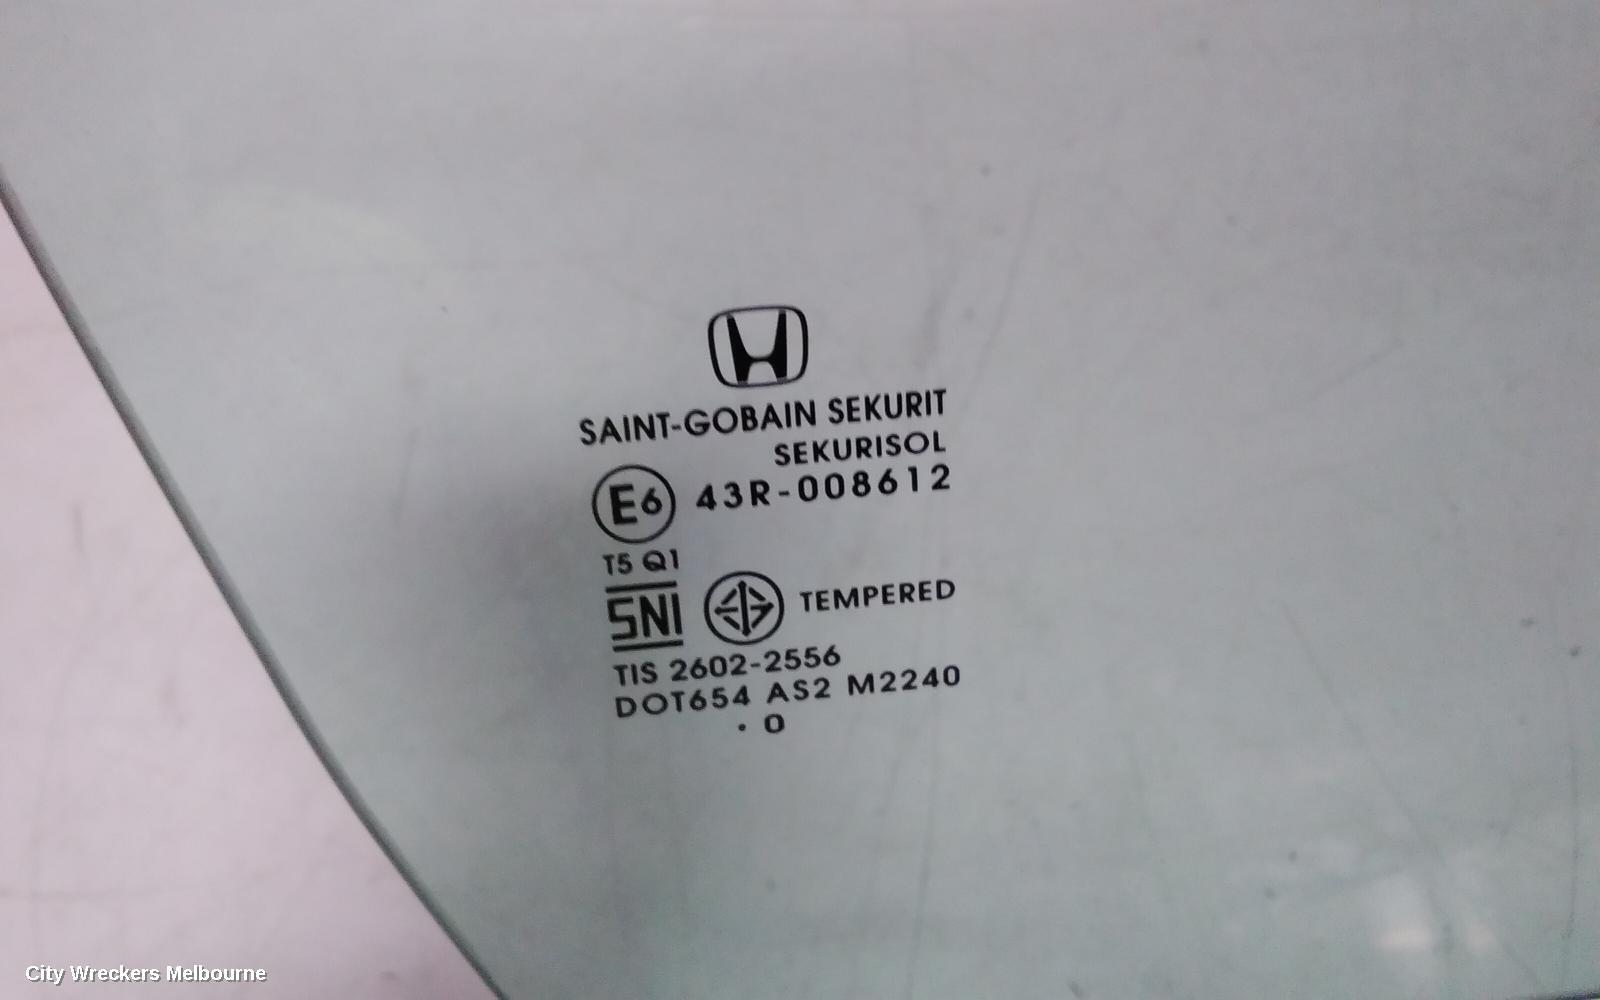 SAINT-GOBAIN SEKURIT
SEKURISOL
E6 43R-008612
T5 Q1
SNI TEMPERED
TIS 2602-2556
DOT654 AS2 M2240
. 0
City Wreckers Melbourne